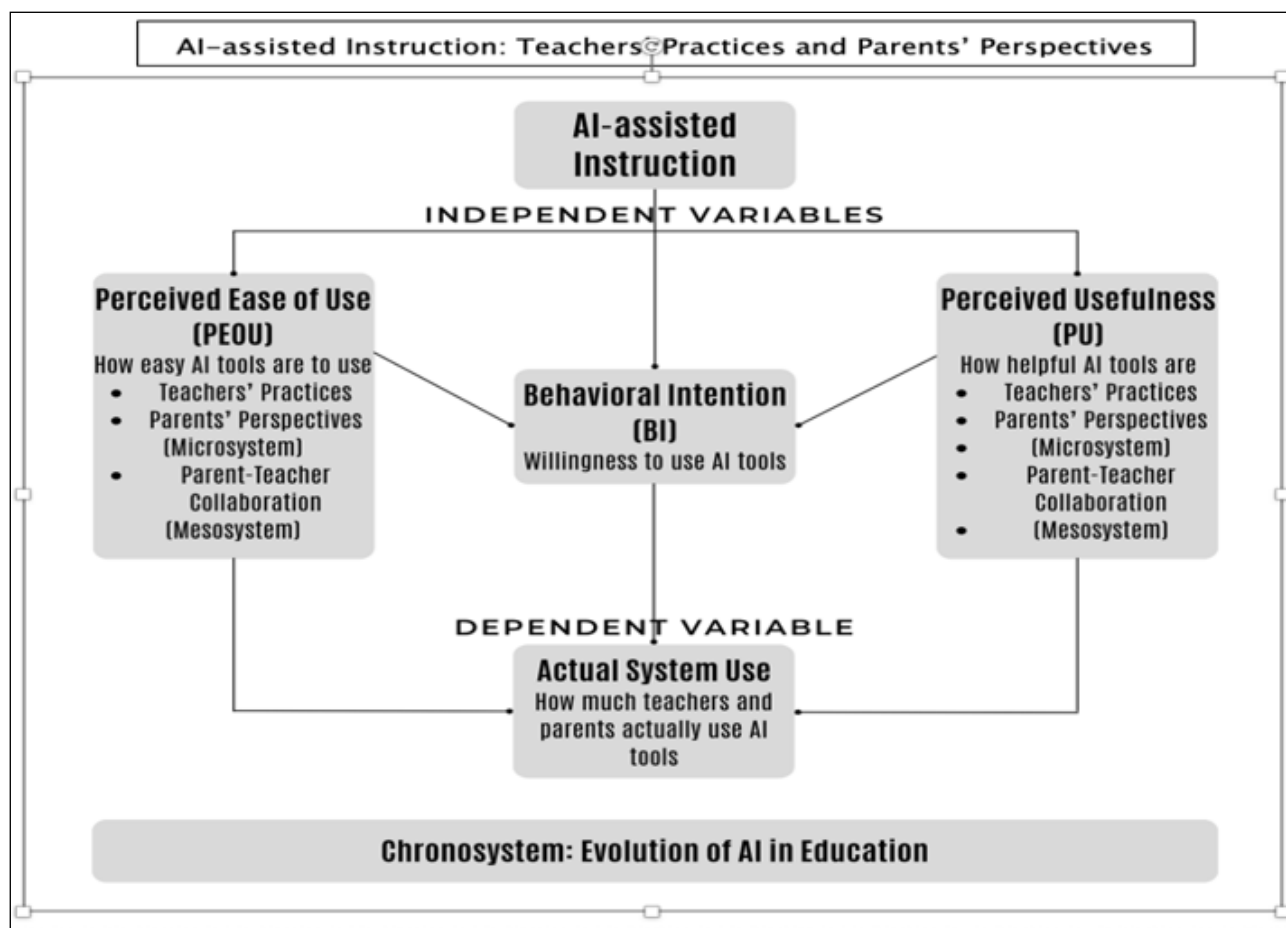 AI-assisted Instruction: Teachers' Practices and Parents' Perspectives
AI-assisted
Instruction
INDEPENDENT VARIABLES
Perceived Ease of Use
(PEOU)
How easy AI tools are to use
• Teachers' Practices
• Parents' Perspectives
(Microsystem)
• Parent-Teacher
Collaboration
(Mesosystem)
Behavioral Intention
(BI)
Willingness to use AI tools
Perceived Usefulness
(PU)
How helpful AI tools are
• Teachers' Practices
• Parents' Perspectives
• (Microsystem)
• Parent-Teacher
Collaboration
• (Mesosystem)
DEPENDENT VARIABLE
Actual System Use
How much teachers and
parents actually use AI
tools
Chronosystem: Evolution of AI in Education